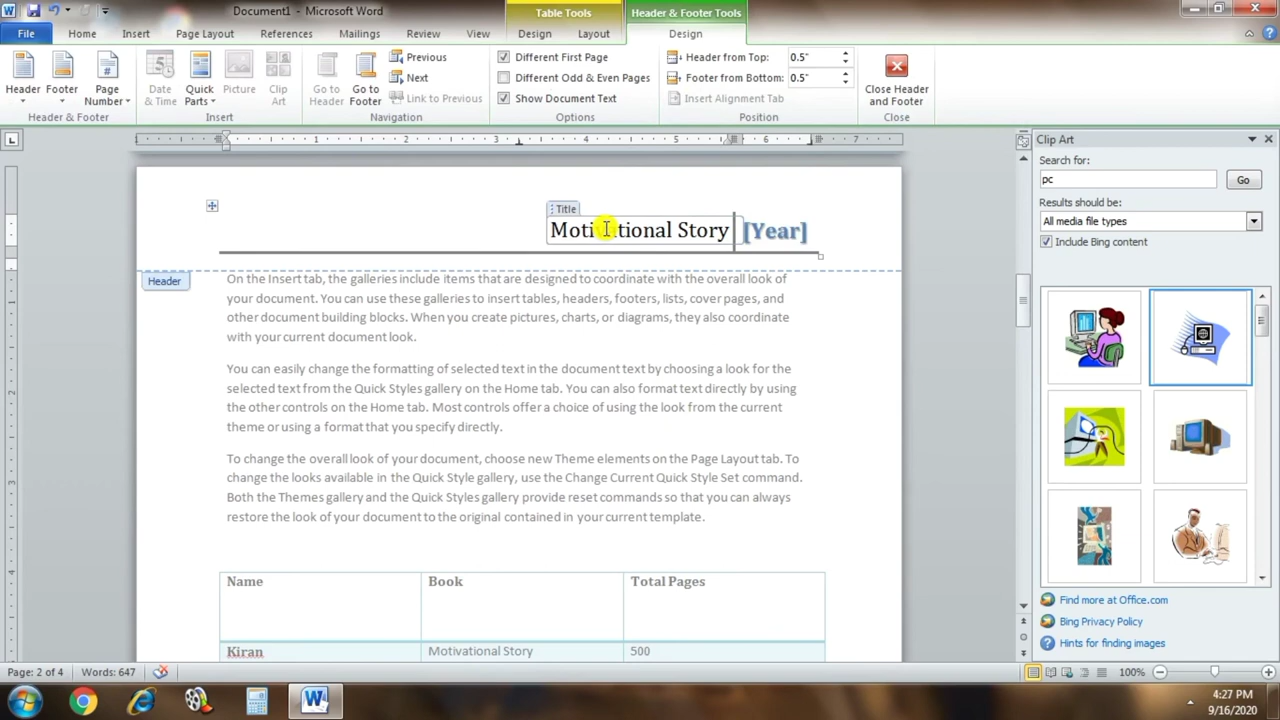 Document1 - Microsoft Word
Table Tools
Header & Footer Tools
File
Home
Insert
Page Layout
References
Mailings
Review
View
Design
Layout
Design
Header
Footer
Page
Number
Date
& Time
Quick
Parts
Picture
Clip
Art
Go to
Header
Go to
Footer
Previous
Next
Link to Previous
Different First Page
Different Odd & Even Pages
Show Document Text
Header from Top: 0.5"
Footer from Bottom: 0.5"
Insert Alignment Tab
Close Header
and Footer
Header & Footer
Insert
Navigation
Options
Position
Close
1 2 3 4 5 6 7
Title
Motivational Story [Year]
Header
On the Insert tab, the galleries include items that are designed to coordinate with the overall look of
your document. You can use these galleries to insert tables, headers, footers, lists, cover pages, and
other document building blocks. When you create pictures, charts, or diagrams, they also coordinate
with your current document look.
You can easily change the formatting of selected text in the document text by choosing a look for the
selected text from the Quick Styles gallery on the Home tab. You can also format text directly by using
the other controls on the Home tab. Most controls offer a choice of using the look from the current
theme or using a format that you specify directly.
To change the overall look of your document, choose new Theme elements on the Page Layout tab. To
change the looks available in the Quick Style gallery, use the Change Current Quick Style Set command.
Both the Themes gallery and the Quick Styles gallery provide reset commands so that you can always
restore the look of your document to the original contained in your current template.
Name Book Total Pages
Kiran Motivational Story 500
Clip Art
Search for:
pc
Go
Results should be:
All media file types
Include Bing content
Find more at Office.com
Bing Privacy Policy
Hints for finding images
Page: 2 of 4
Words: 647
100%
4:27 PM
9/16/2020